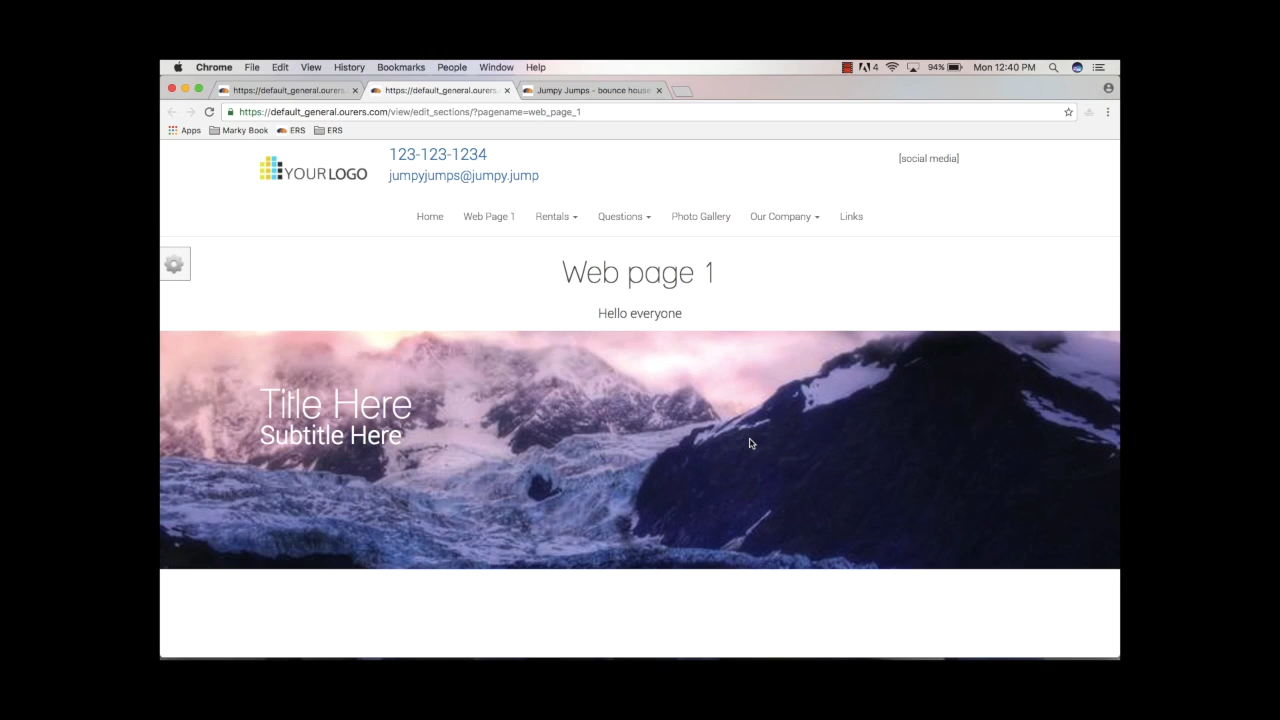 Chrome File Edit View History Bookmarks People Window Help 4 94% Mon 12:40 PM
https://default_general.ourers. https://default_general.ourers. Jumpy Jumps - bounce house
https://default_general.ourers.com/view/edit_sections/?pagename=web_page_1
Apps Marky Book ERS ERS
YOUR LOGO
123-123-1234
jumpyjumps@jumpy.jump
[social media]
Home Web Page 1 Rentals Questions Photo Gallery Our Company Links
Web page 1
Hello everyone
Title Here
Subtitle Here